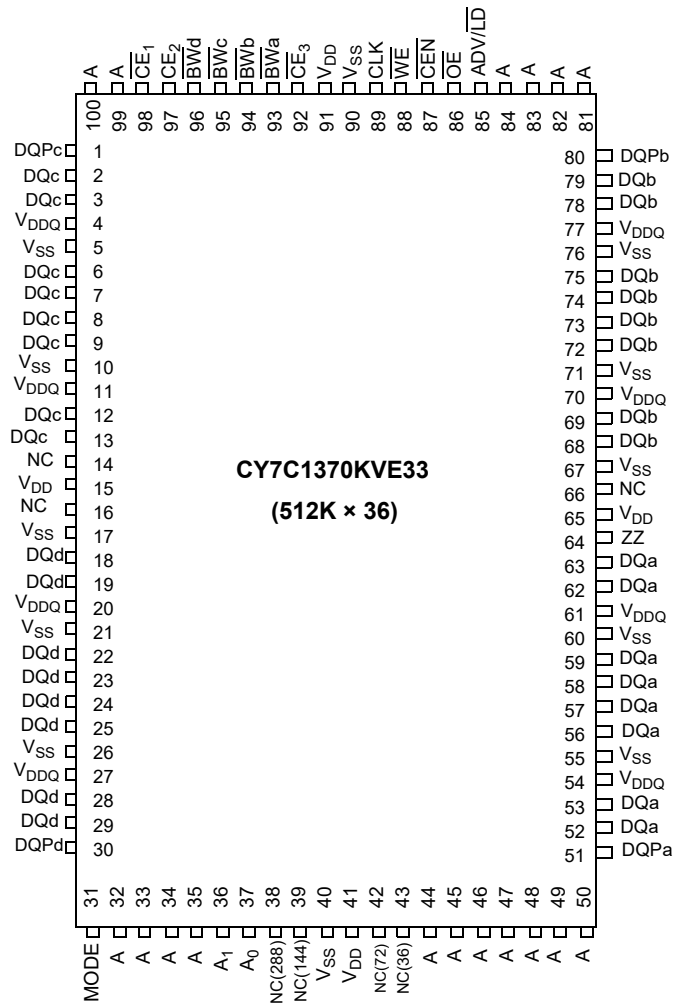 A A CE1 CE2 BWd BWc BWb BWa CE3 VDD VSS CLK WE CEN OE ADV/LD A A A A
100 99 98 97 96 95 94 93 92 91 90 89 88 87 86 85 84 83 82 81
DQPc 1 80 DQPb
DQc 2 79 DQb
DQc 3 78 DQb
VDDQ 4 77 VDDQ
VSS 5 76 VSS
DQc 6 75 DQb
DQc 7 74 DQb
DQc 8 73 DQb
DQc 9 72 DQb
VSS 10 71 VSS
VDDQ 11 70 VDDQ
DQc 12 69 DQb
DQc 13 68 DQb
NC 14 67 VSS
VDD 15 66 NC
NC 16 65 VDD
VSS 17 64 ZZ
DQd 18 63 DQa
DQd 19 62 DQa
VDDQ 20 61 VDDQ
VSS 21 60 VSS
DQd 22 59 DQa
DQd 23 58 DQa
DQd 24 57 DQa
DQd 25 56 DQa
VSS 26 55 VSS
VDDQ 27 54 VDDQ
DQd 28 53 DQa
DQd 29 52 DQa
DQPd 30 51 DQPa
CY7C1370KVE33
(512K × 36)
31 32 33 34 35 36 37 38 39 40 41 42 43 44 45 46 47 48 49 50
MODE A A A A A1 A0 NC(288) NC(144) VSS VDD NC(72) NC(36) A A A A A A A